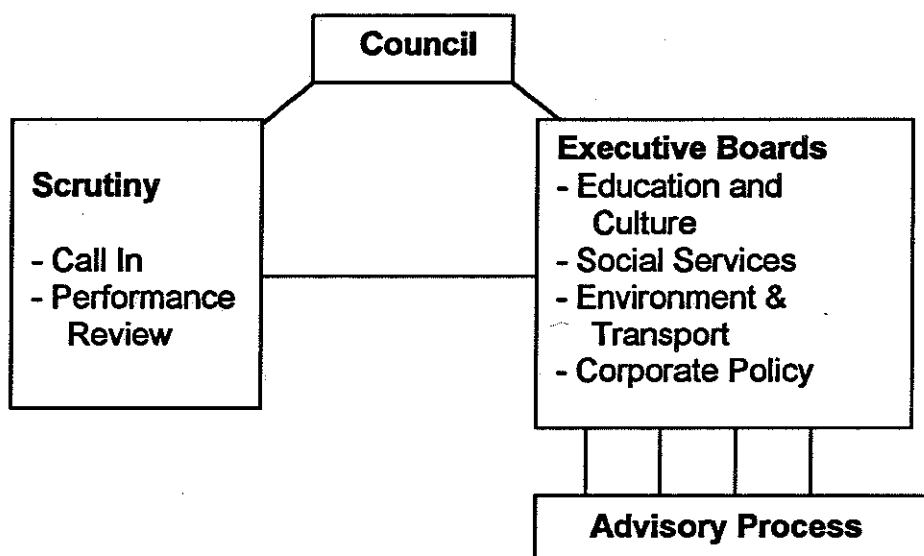 Council
Scrutiny
- Call In
- Performance
Review
Executive Boards
- Education and
Culture
- Social Services
- Environment &
Transport
- Corporate Policy
Advisory Process